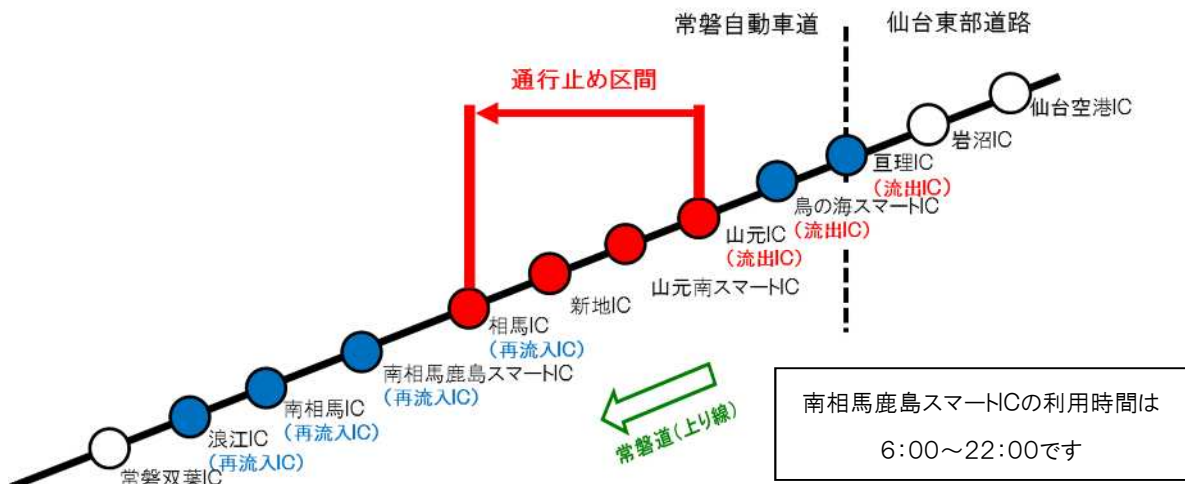 常磐自動車道
仙台東部道路
通行止め区間
仙台空港IC
岩沼IC
亘理IC
(流出IC)
鳥の海スマートIC
(流出IC)
山元IC
(流出IC)
山元南スマートIC
新地IC
相馬IC
(再流入IC)
南相馬鹿島スマートIC
(再流入IC)
南相馬IC
(再流入IC)
浪江IC
(再流入IC)
常磐双葉IC
常磐道(上り線)
南相馬鹿島スマートICの利用時間は
6:00～22:00です